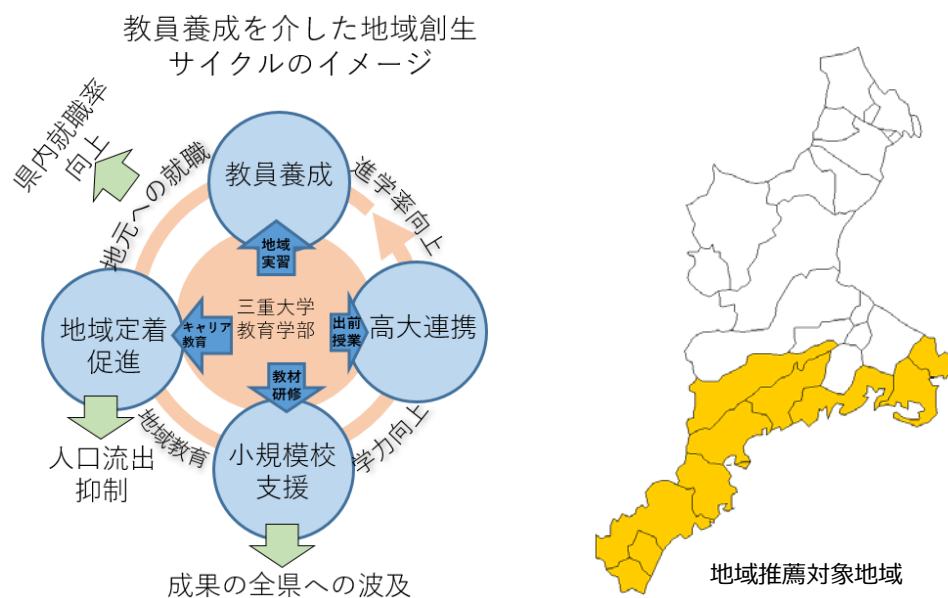 教員養成を介した地域創生
サイクルのイメージ
県内就職率
向上
地元への就職
教員養成
進学率向上
地域
実習
三重大学
教育学部
キャリア
教育
出前
授業
教材
研修
地域定着
促進
高大連携
地域教育
小規模校
支援
学力向上
人口流出
抑制
成果の全県への波及
地域推薦対象地域